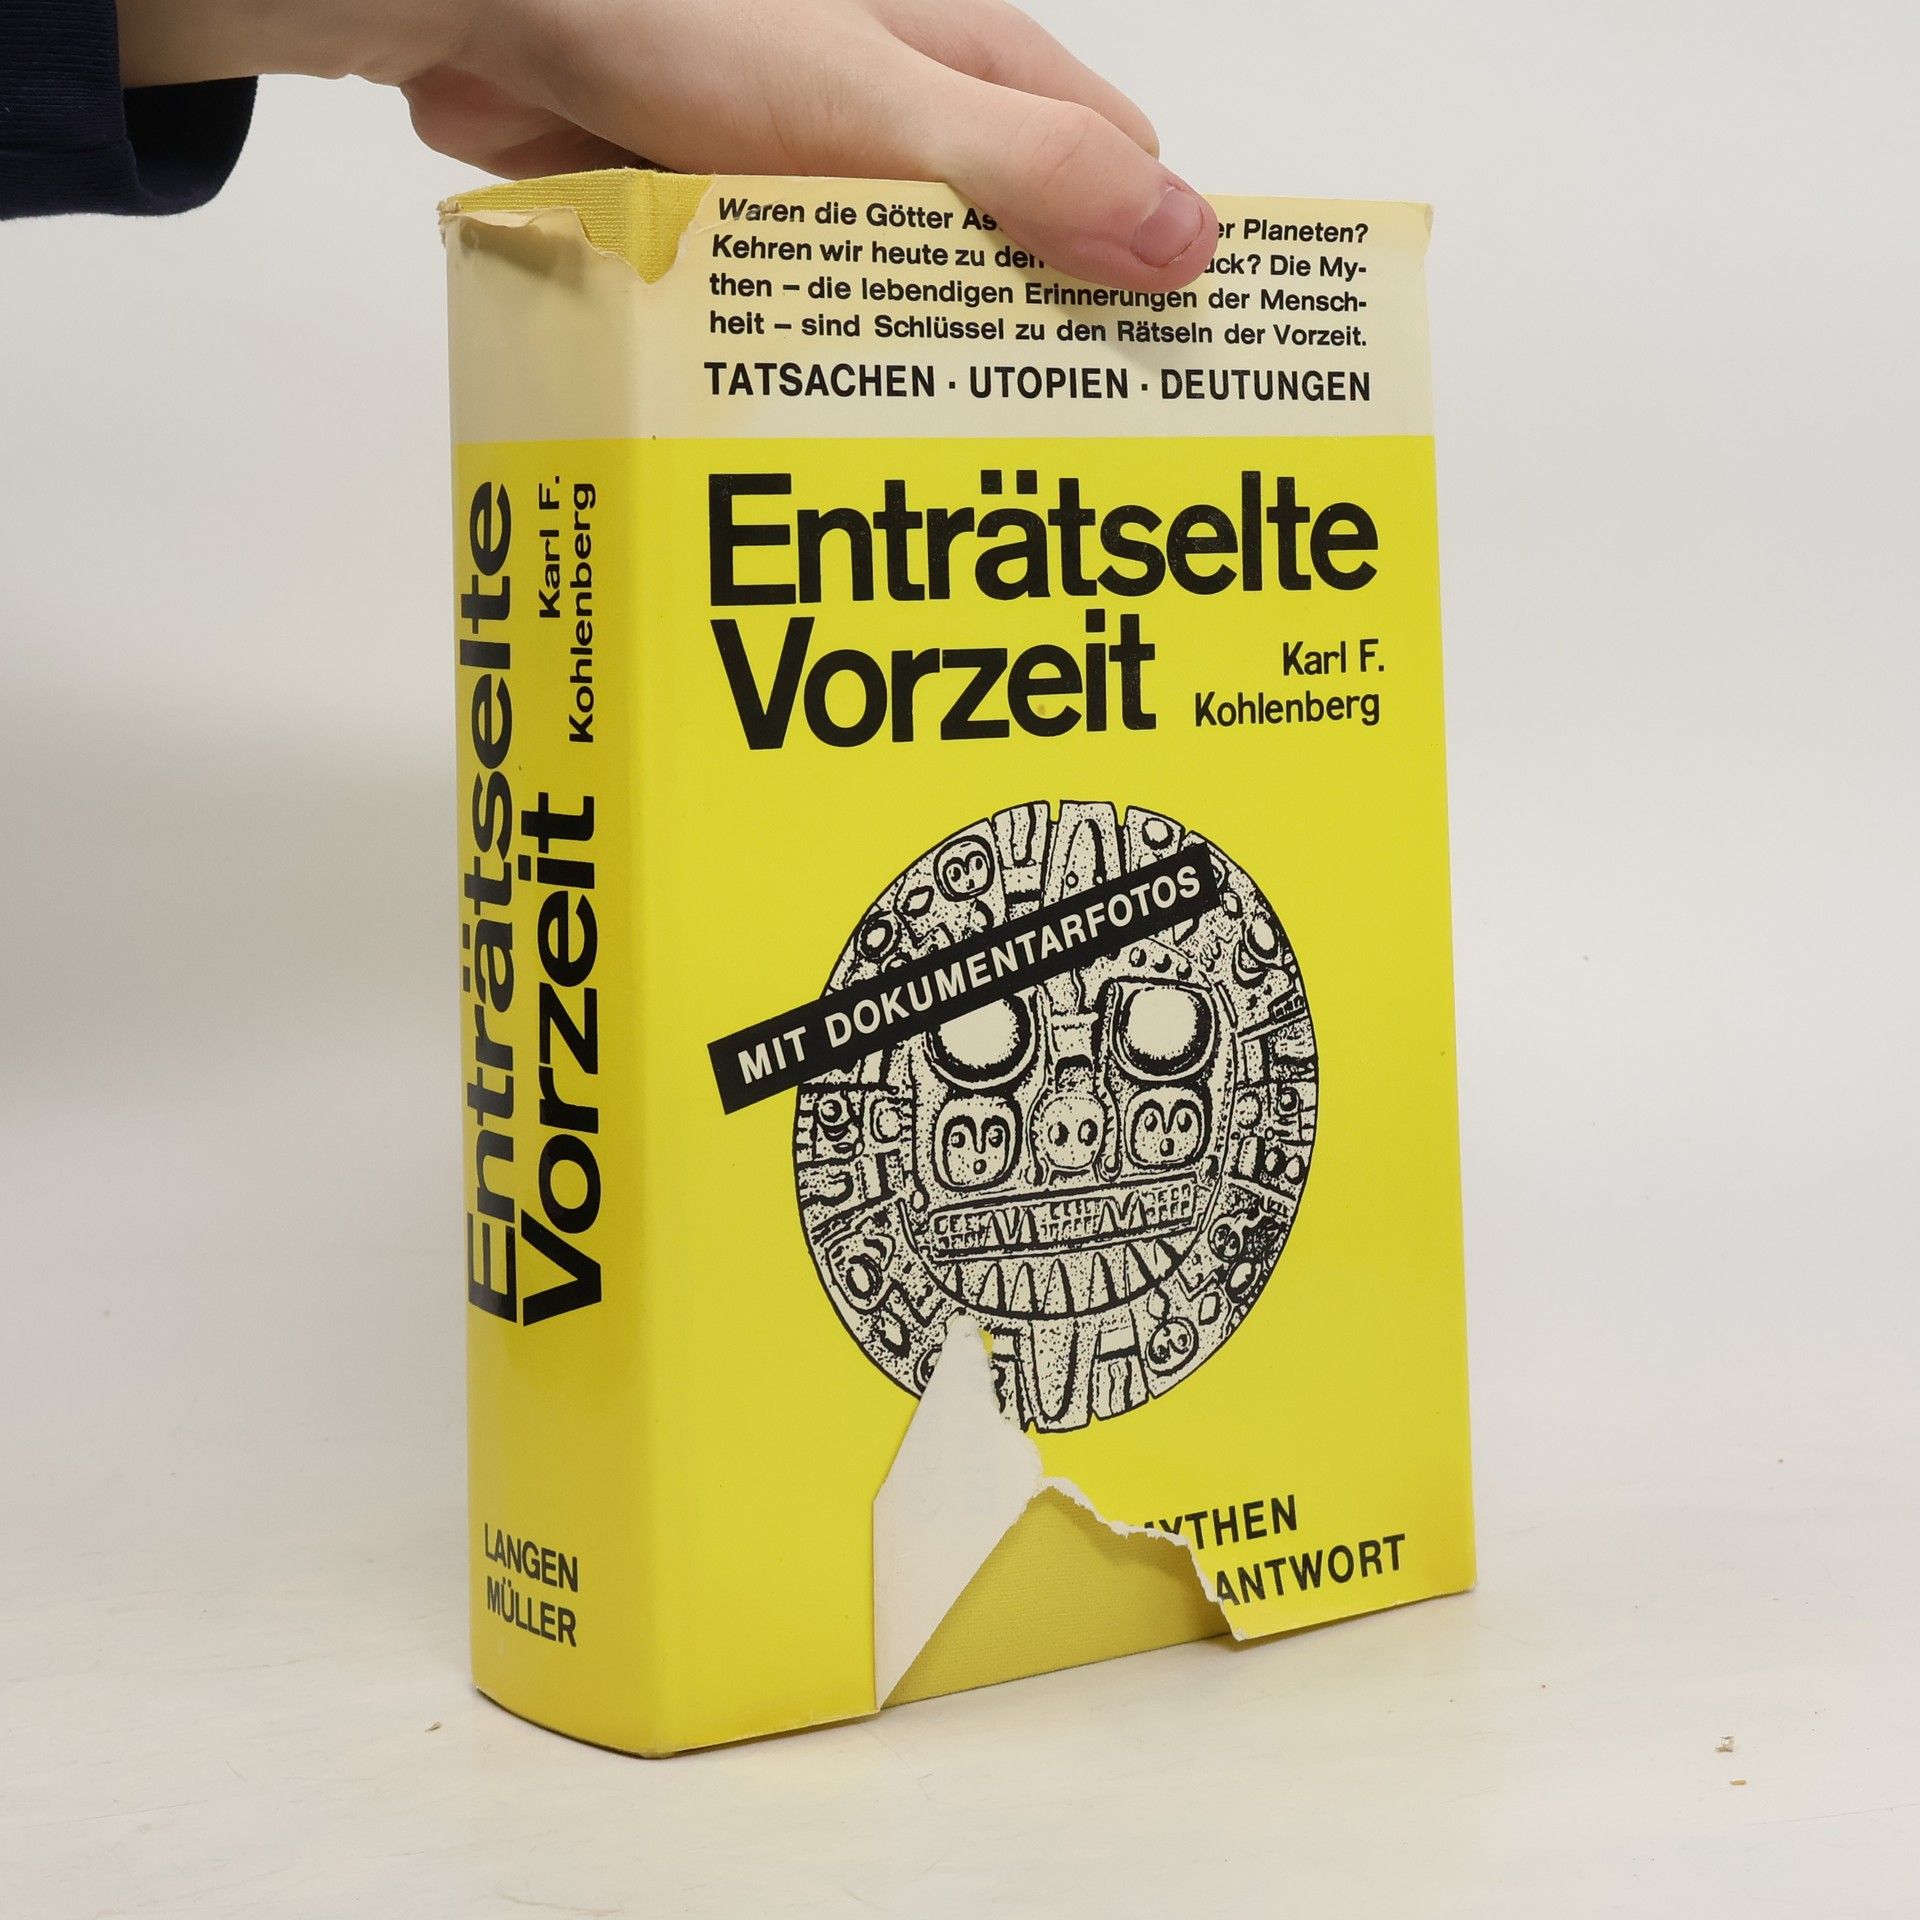 Waren die Götter As er Planeten?
Kehren wir heute zu den ück? Die My-
then – die lebendigen Erinnerungen der Mensch-
heit – sind Schlüssel zu den Rätseln der Vorzeit.
TATSACHEN · UTOPIEN · DEUTUNGEN
Enträtselte
Vorzeit
Karl F.
Kohlenberg
MIT DOKUMENTARFOTOS
MYTHEN
ANTWORT
Enträtselte
Vorzeit
Karl F.
Kohlenberg
LANGEN
MÜLLER